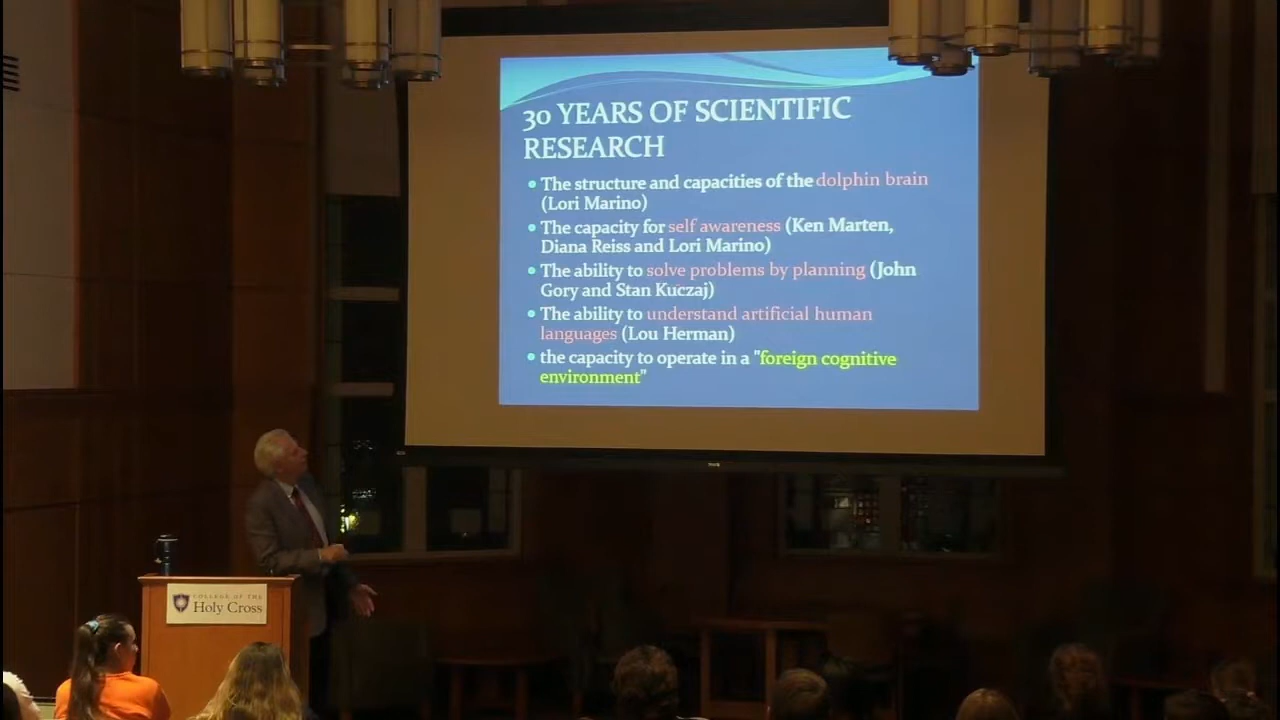 30 YEARS OF SCIENTIFIC
RESEARCH
• The structure and capacities of the dolphin brain
(Lori Marino)
• The capacity for self awareness (Ken Marten,
Diana Reiss and Lori Marino)
• The ability to solve problems by planning (John
Gory and Stan Kuczaj)
• The ability to understand artificial human
languages (Lou Herman)
• the capacity to operate in a "foreign cognitive
environment"
COLLEGE OF THE
Holy Cross